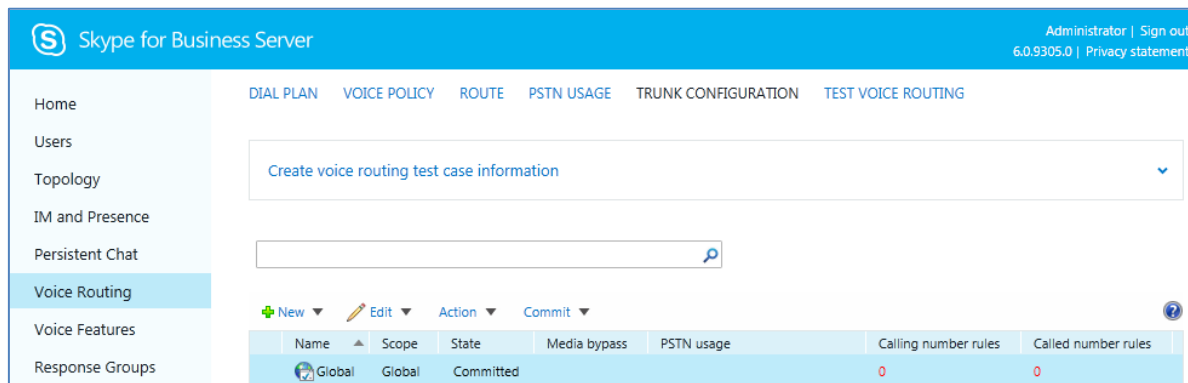 Skype for Business Server
Administrator | Sign out
6.0.9305.0 | Privacy statement
Home
Users
Topology
IM and Presence
Persistent Chat
Voice Routing
Voice Features
Response Groups
DIAL PLAN VOICE POLICY ROUTE PSTN USAGE TRUNK CONFIGURATION TEST VOICE ROUTING
Create voice routing test case information
New Edit Action Commit
Name Scope State Media bypass PSTN usage Calling number rules Called number rules
Global Global Committed 0 0